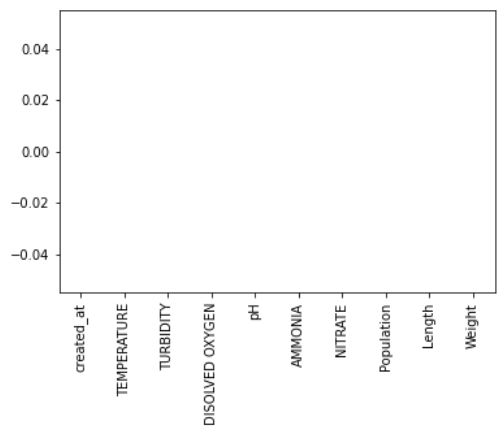 0.04
0.02
0.00
−0.02
−0.04
created_at
TEMPERATURE
TURBIDITY
DISOLVED OXYGEN
pH
AMMONIA
NITRATE
Population
Length
Weight